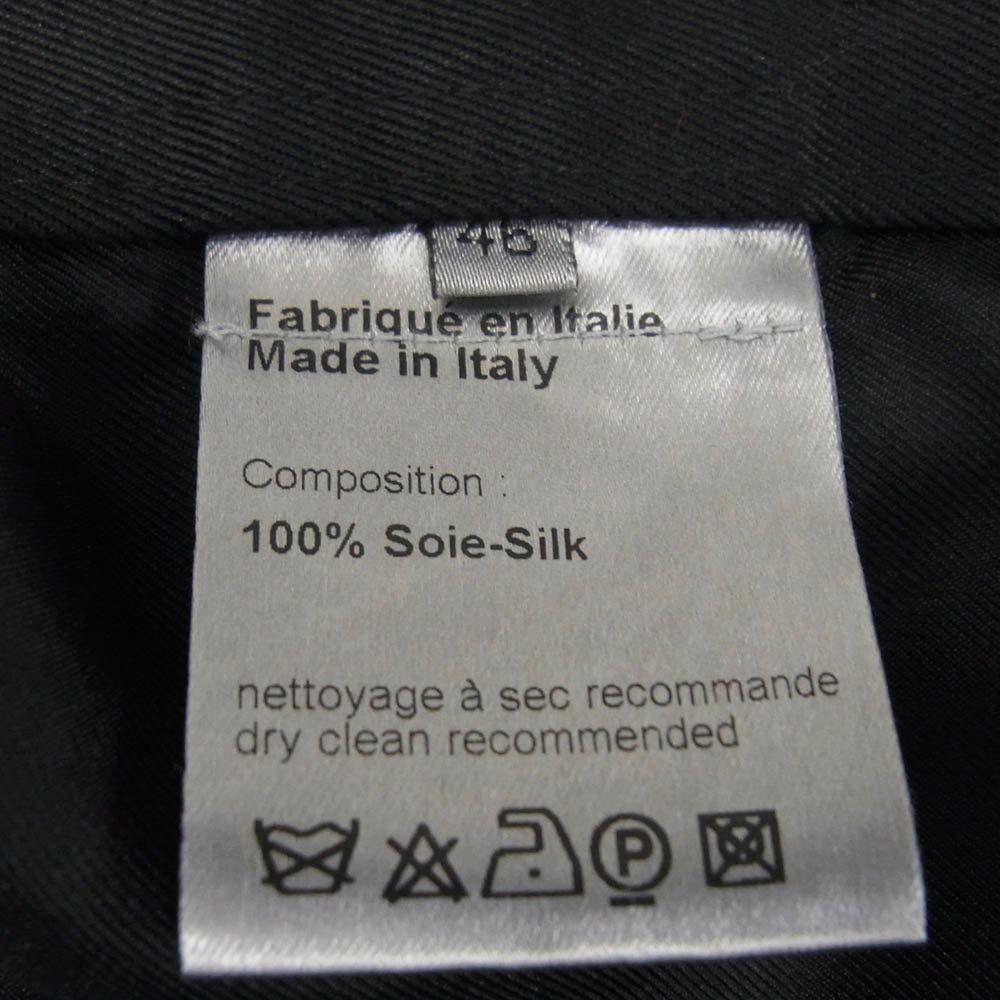 46
Fabriqué en Italie
Made in Italy
Composition :
100% Soie-Silk
nettoyage à sec recommande
dry clean recommended
P